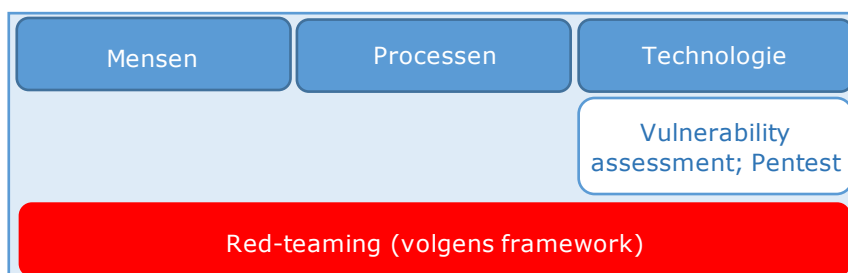 Mensen
Processen
Technologie
Vulnerability
assessment; Pentest
Red-teaming (volgens framework)